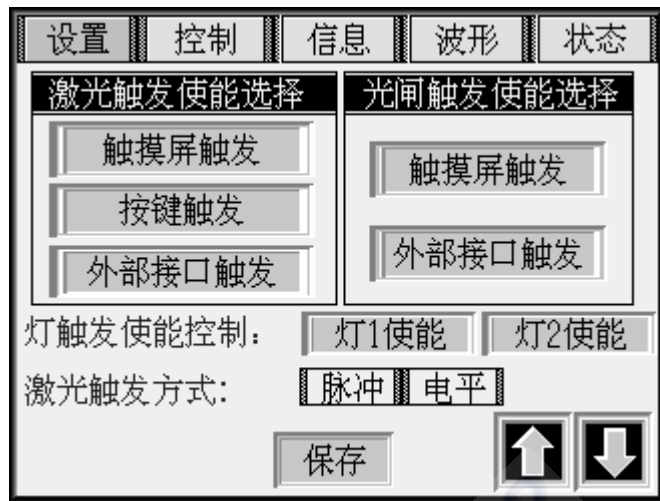 设置 控制 信息 波形 状态
激光触发使能选择 光闸触发使能选择
触摸屏触发 触摸屏触发
按键触发
外部接口触发 外部接口触发
灯触发使能控制： 灯1使能 灯2使能
激光触发方式： 脉冲 电平
保存